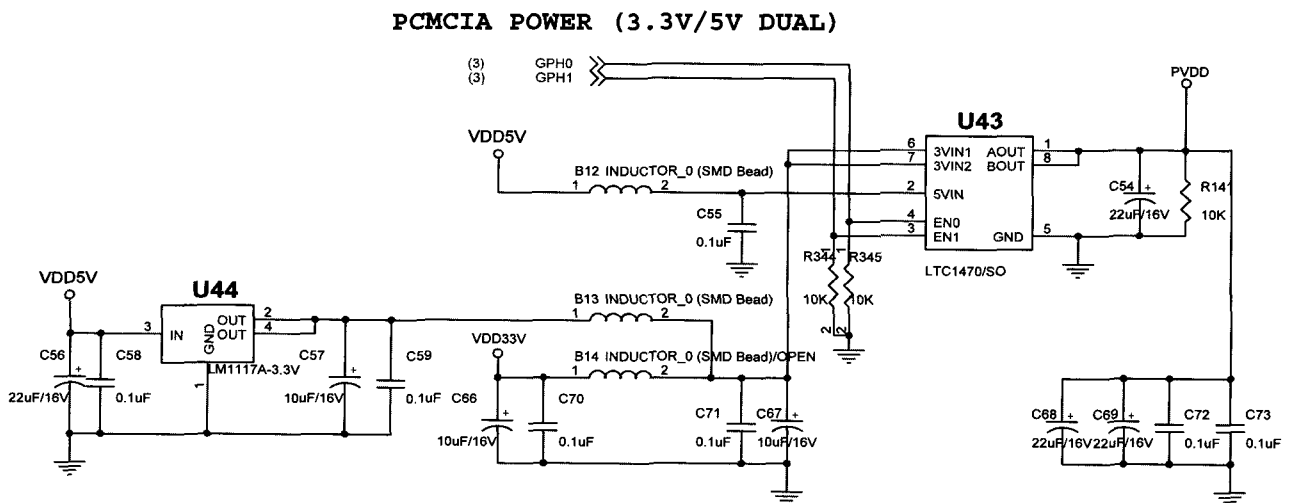 PCMCIA POWER (3.3V/5V DUAL)
(3) GPH0
(3) GPH1
PVDD
U43
VDD5V
6 3VIN1 AOUT 1
7 3VIN2 BOUT 8
B12 INDUCTOR_0 (SMD Bead)
1 2
2 5VIN
C54 +
22uF/16V
R141
10K
C55
0.1uF
4 EN0
3 EN1 GND 5
LTC1470/SO
1 1
R344 R345
10K 10K
2 2
VDD5V
U44
3 IN GND OUT 2
OUT 4
1
LM1117A-3.3V
B13 INDUCTOR_0 (SMD Bead)
1 2
VDD33V
B14 INDUCTOR_0 (SMD Bead)/OPEN
1 2
C56 +
22uF/16V
C58
0.1uF
C57 +
10uF/16V
C59
0.1uF
C66 +
10uF/16V
C70
0.1uF
C71
0.1uF
C67 +
10uF/16V
C68 +
22uF/16V
C69 +
22uF/16V
C72
0.1uF
C73
0.1uF